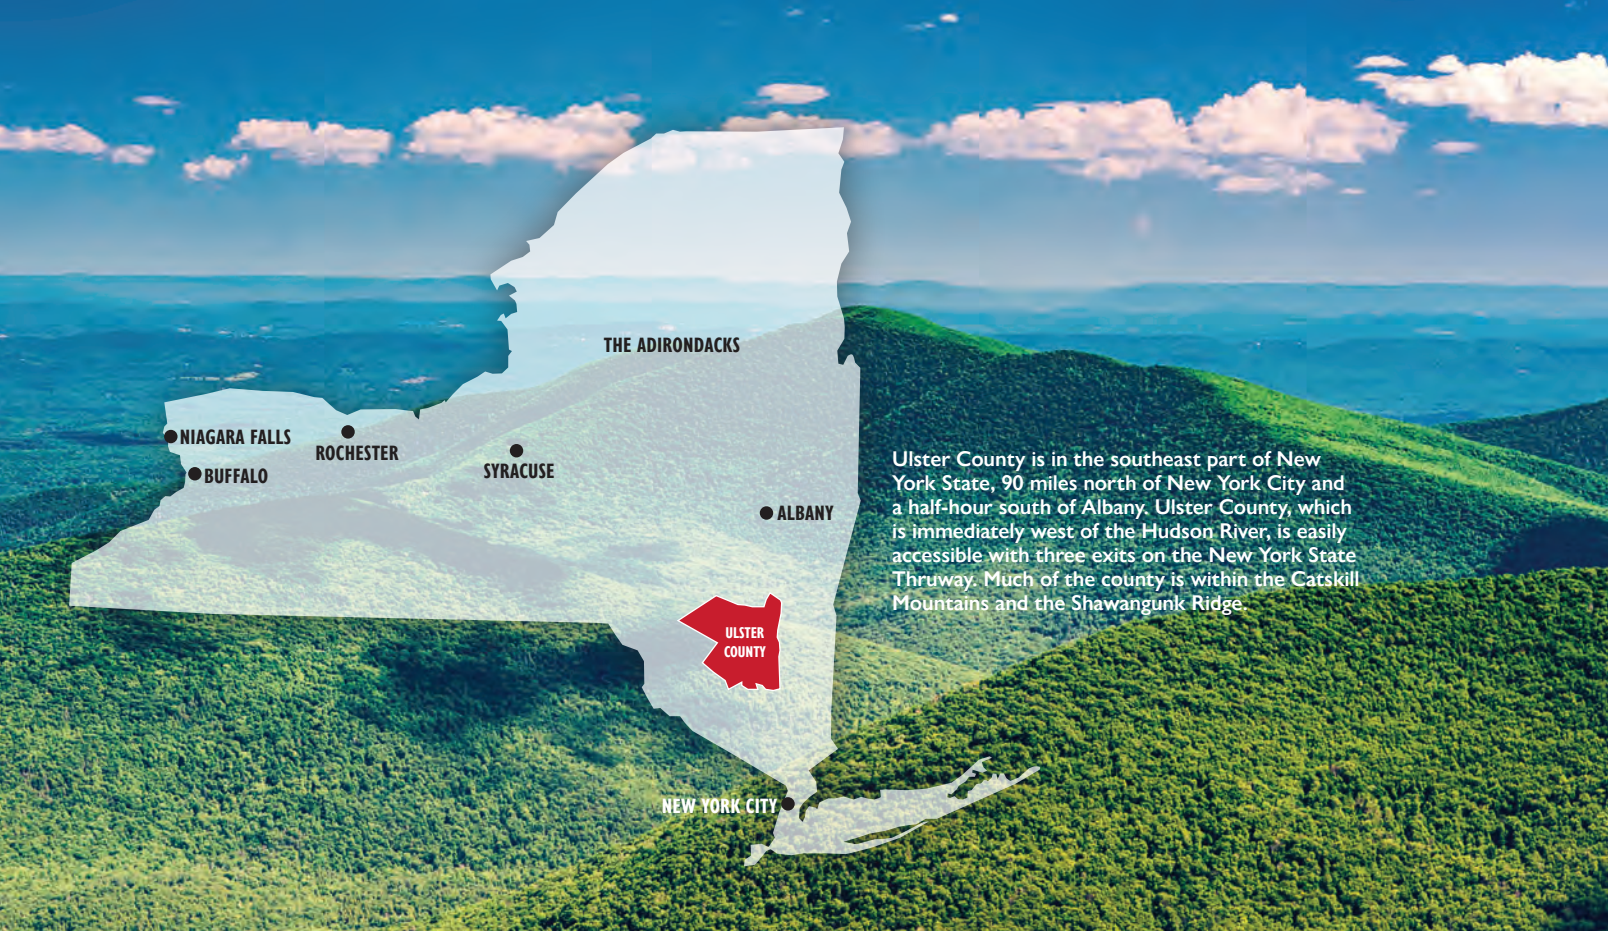 THE ADIRONDACKS
NIAGARA FALLS
ROCHESTER
BUFFALO
SYRACUSE
ALBANY
Ulster County is in the southeast part of New
York State, 90 miles north of New York City and
a half-hour south of Albany. Ulster County, which
is immediately west of the Hudson River, is easily
accessible with three exits on the New York State
Thruway. Much of the county is within the Catskill
Mountains and the Shawangunk Ridge.
ULSTER
COUNTY
NEW YORK CITY